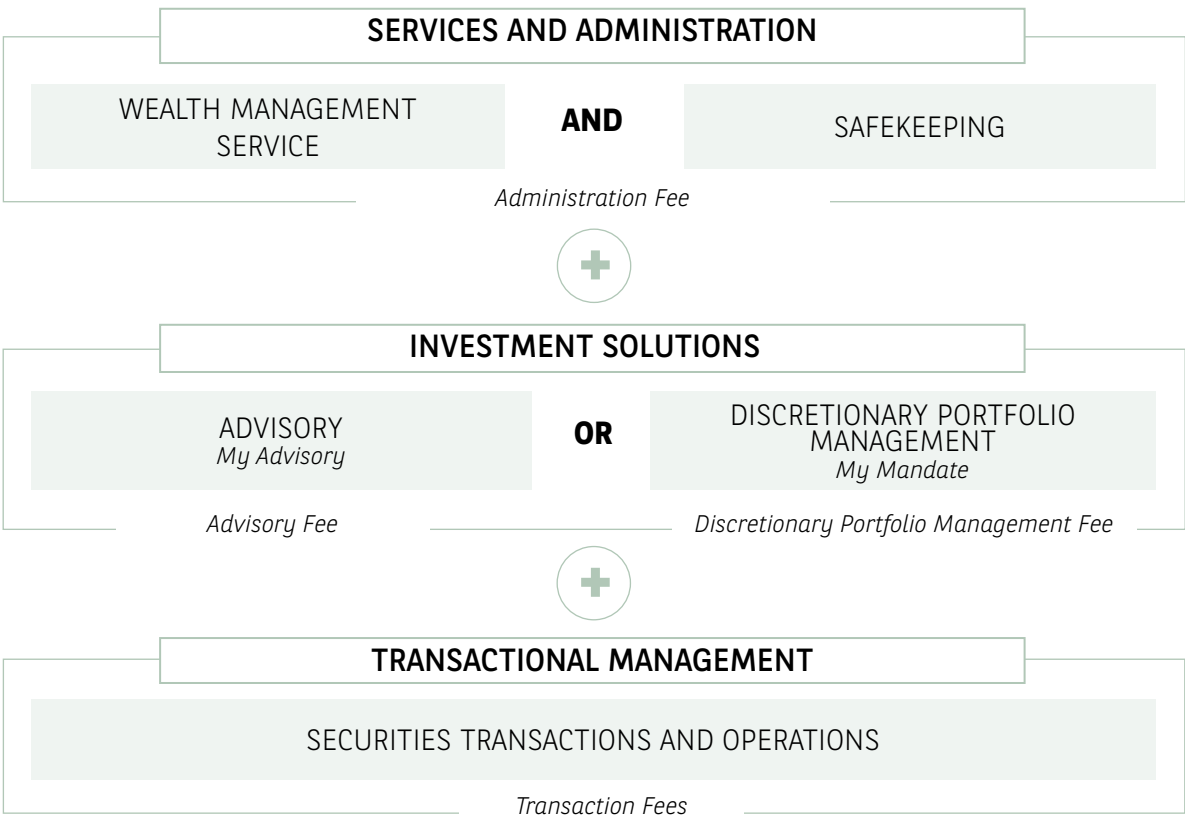 SERVICES AND ADMINISTRATION
WEALTH MANAGEMENT
SERVICE
AND
SAFEKEEPING
Administration Fee
INVESTMENT SOLUTIONS
ADVISORY
My Advisory
OR
DISCRETIONARY PORTFOLIO
MANAGEMENT
My Mandate
Advisory Fee
Discretionary Portfolio Management Fee
TRANSACTIONAL MANAGEMENT
SECURITIES TRANSACTIONS AND OPERATIONS
Transaction Fees